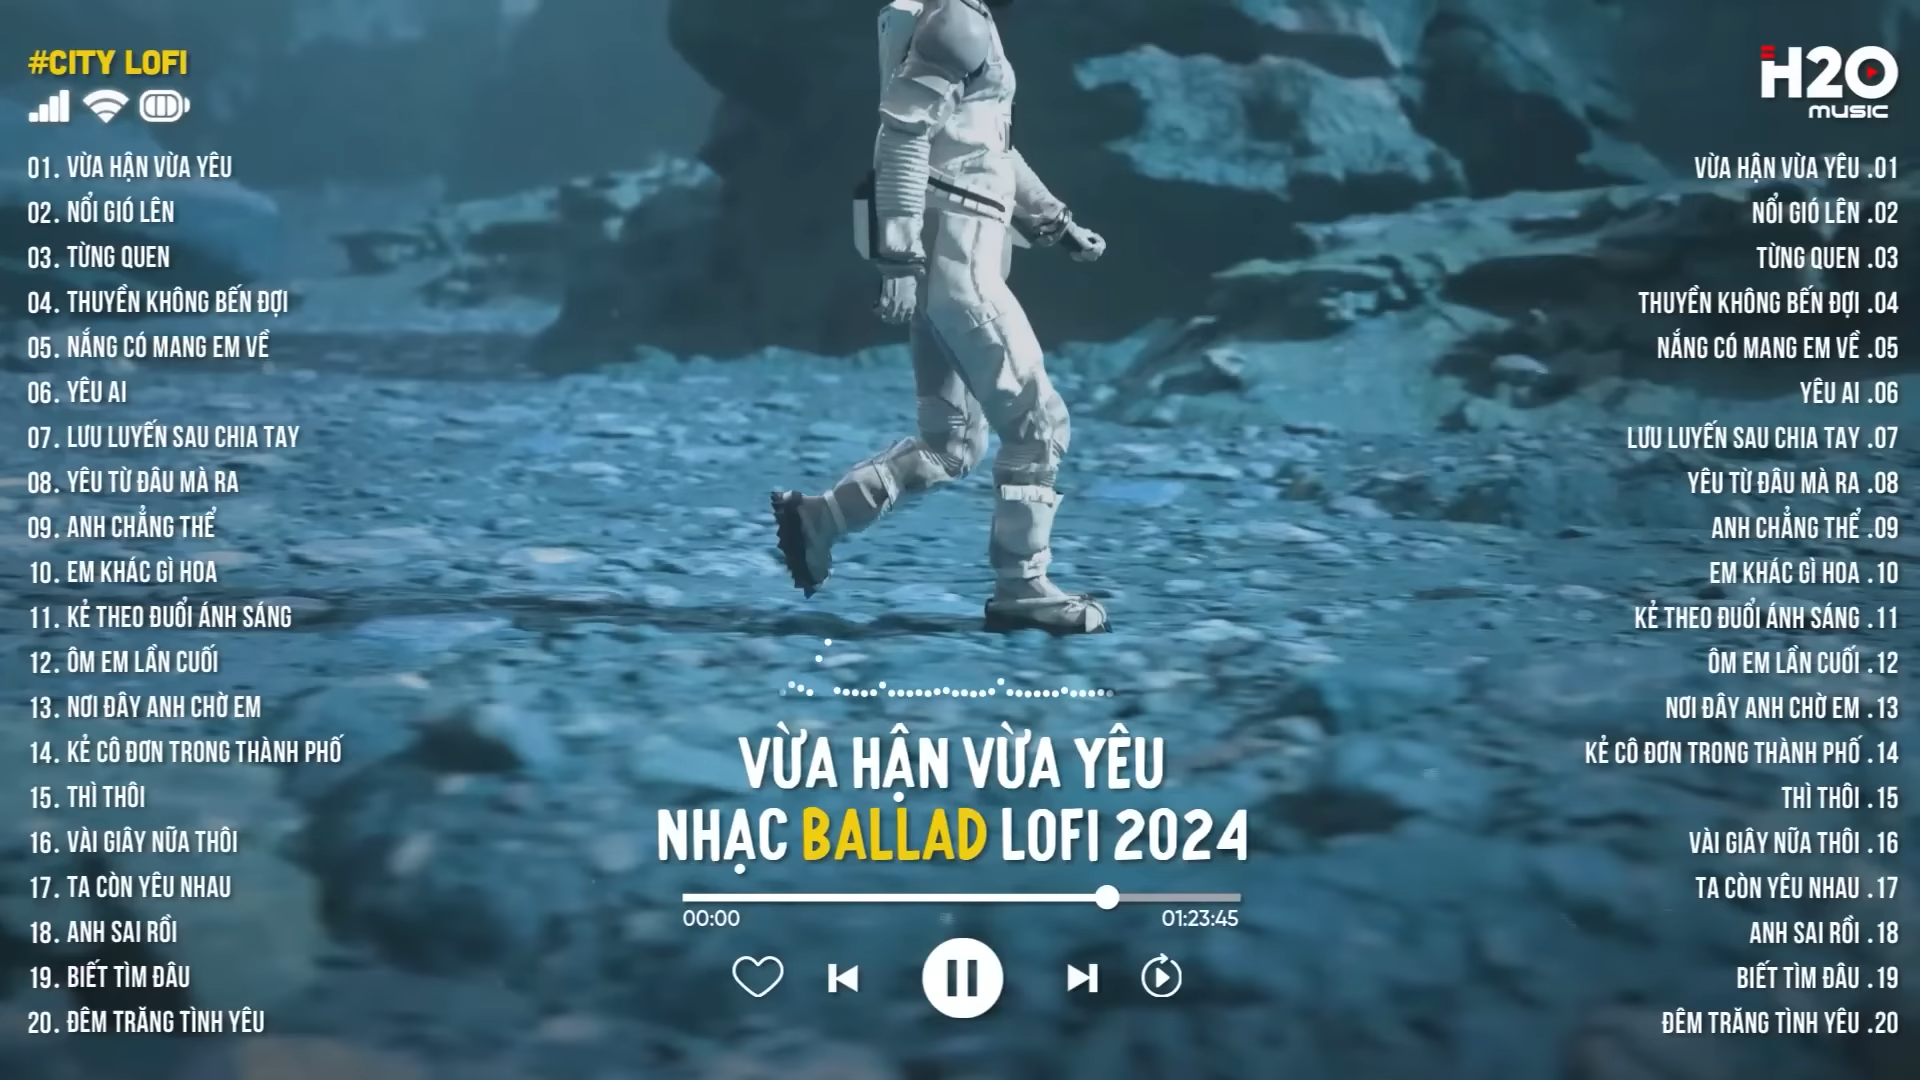 #CITY LOFI
01. VỪA HẬN VỪA YÊU
02. NỔI GIÓ LÊN
03. TỪNG QUEN
04. THUYỀN KHÔNG BẾN ĐỢI
05. NẮNG CÓ MANG EM VỀ
06. YÊU AI
07. LƯU LUYẾN SAU CHIA TAY
08. YÊU TỪ ĐÂU MÀ RA
09. ANH CHẲNG THỂ
10. EM KHÁC GÌ HOA
11. KẺ THEO ĐUỔI ÁNH SÁNG
12. ÔM EM LẦN CUỐI
13. NƠI ĐÂY ANH CHỜ EM
14. KẺ CÔ ĐƠN TRONG THÀNH PHỐ
15. THÌ THÔI
16. VÀI GIÂY NỮA THÔI
17. TA CÒN YÊU NHAU
18. ANH SAI RỒI
19. BIẾT TÌM ĐÂU
20. ĐÊM TRĂNG TÌNH YÊU
VỪA HẬN VỪA YÊU
NHẠC BALLAD LOFI 2024
00:00
01:23:45
H2O
MUSIC
VỪA HẬN VỪA YÊU .01
NỔI GIÓ LÊN .02
TỪNG QUEN .03
THUYỀN KHÔNG BẾN ĐỢI .04
NẮNG CÓ MANG EM VỀ .05
YÊU AI .06
LƯU LUYẾN SAU CHIA TAY .07
YÊU TỪ ĐÂU MÀ RA .08
ANH CHẲNG THỂ .09
EM KHÁC GÌ HOA .10
KẺ THEO ĐUỔI ÁNH SÁNG .11
ÔM EM LẦN CUỐI .12
NƠI ĐÂY ANH CHỜ EM .13
KẺ CÔ ĐƠN TRONG THÀNH PHỐ .14
THÌ THÔI .15
VÀI GIÂY NỮA THÔI .16
TA CÒN YÊU NHAU .17
ANH SAI RỒI .18
BIẾT TÌM ĐÂU .19
ĐÊM TRĂNG TÌNH YÊU .20